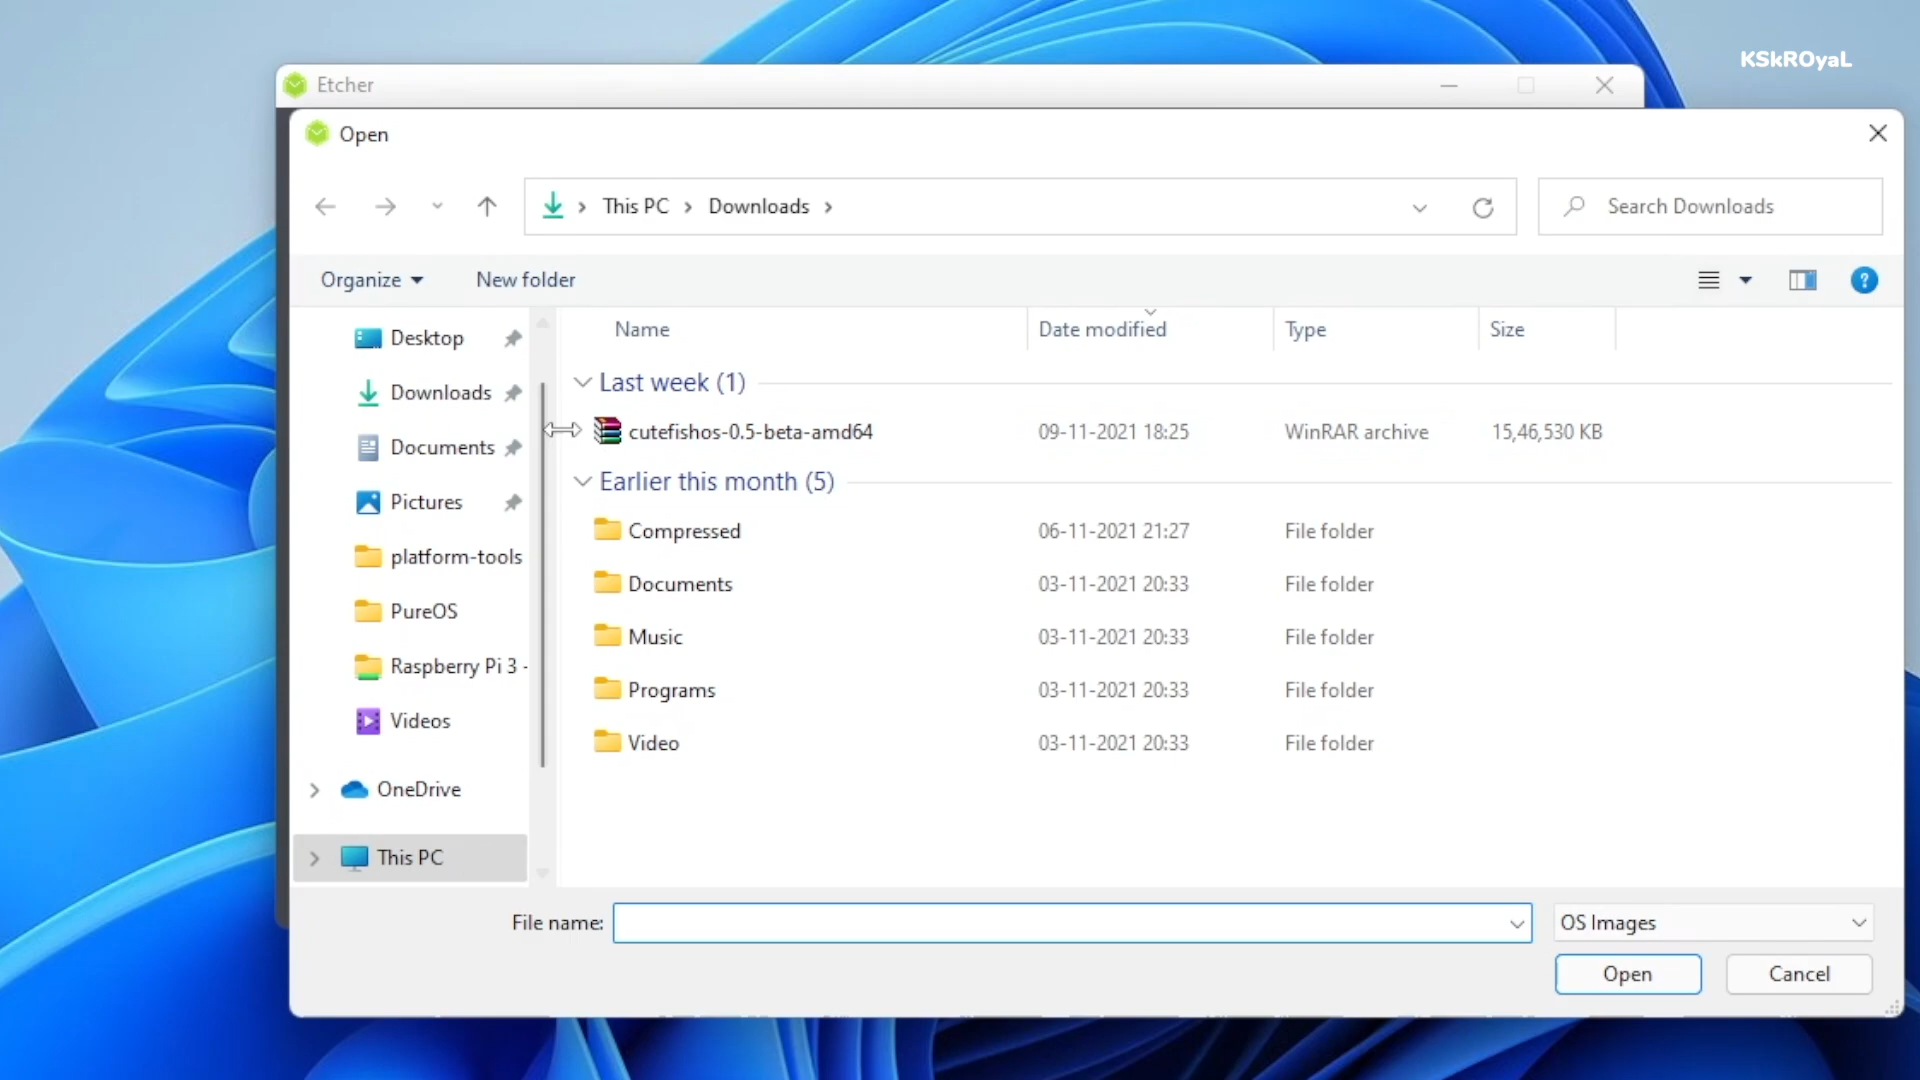 KSkROyaL
Etcher
Open
This PC Downloads
Search Downloads
Organize New folder
Name Date modified Type Size
Desktop
Downloads
Documents
Pictures
platform-tools
PureOS
Raspberry Pi 3 -
Videos
OneDrive
This PC
Last week (1)
cutefishos-0.5-beta-amd64 09-11-2021 18:25 WinRAR archive 15,46,530 KB
Earlier this month (5)
Compressed 06-11-2021 21:27 File folder
Documents 03-11-2021 20:33 File folder
Music 03-11-2021 20:33 File folder
Programs 03-11-2021 20:33 File folder
Video 03-11-2021 20:33 File folder
File name: OS Images
Open Cancel